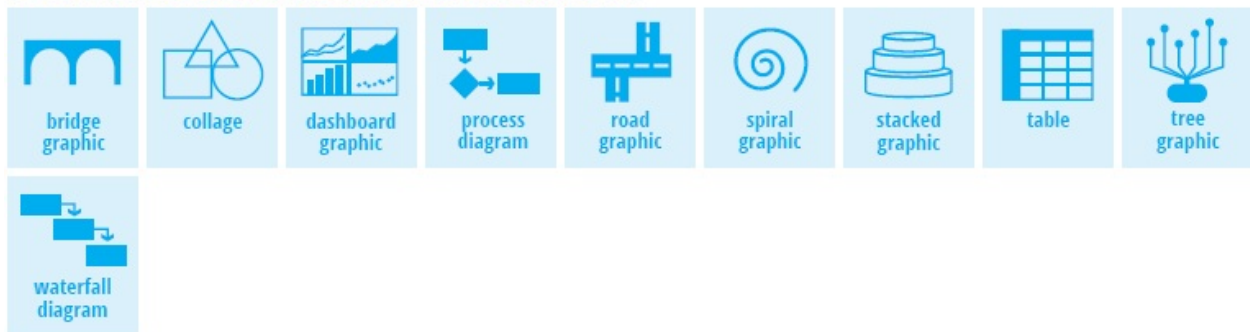 bridge
graphic
collage
dashboard
graphic
process
diagram
road
graphic
spiral
graphic
stacked
graphic
table
tree
graphic
waterfall
diagram